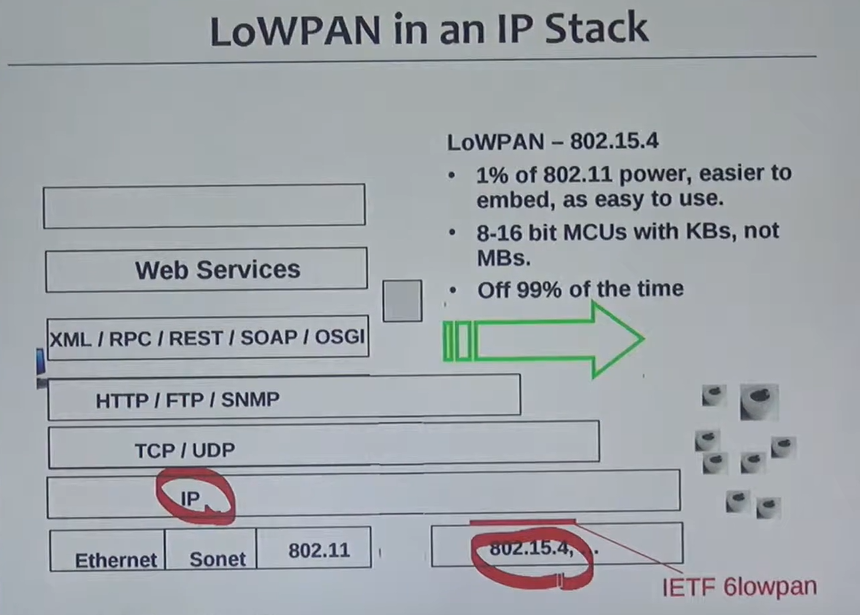 LoWPAN in an IP Stack
LoWPAN – 802.15.4
• 1% of 802.11 power, easier to
embed, as easy to use.
• 8-16 bit MCUs with KBs, not
MBs.
• Off 99% of the time
Web Services
XML / RPC / REST / SOAP / OSGI
HTTP / FTP / SNMP
TCP / UDP
IP
Ethernet Sonet 802.11 802.15.4, ...
IETF 6lowpan